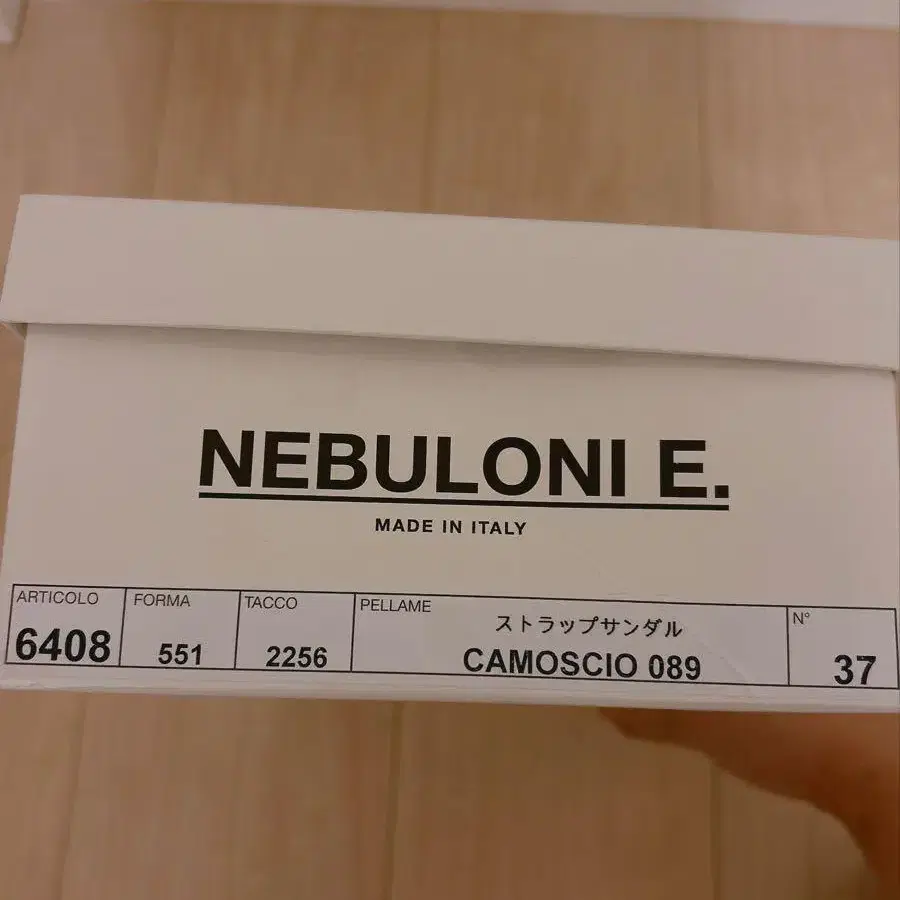 NEBULONI E.
MADE IN ITALY
ARTICOLO
6408
FORMA
551
TACCO
2256
PELLAME
ストラップサンダル
CAMOSCIO 089
N°
37